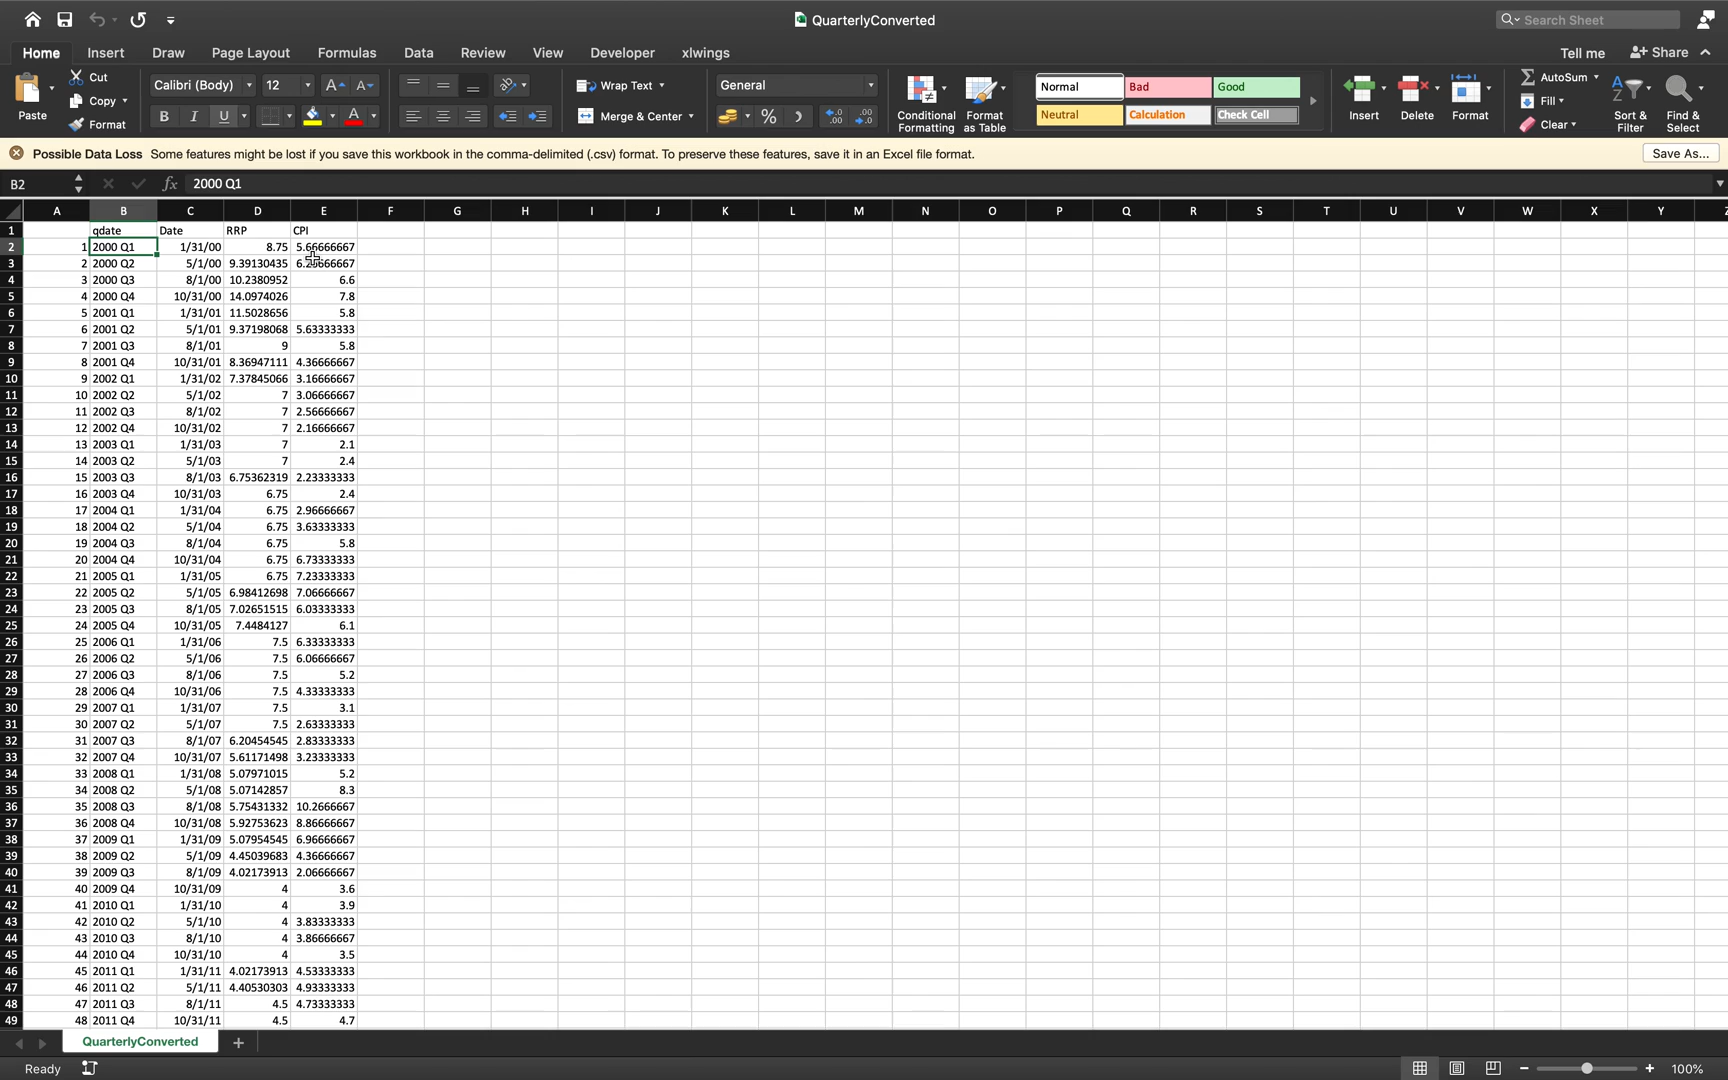 QuarterlyConverted
Search Sheet
Home Insert Draw Page Layout Formulas Data Review View Developer xlwings Tell me Share
Paste Cut Copy Format
Calibri (Body) 12 A A
B I U A
Wrap Text
Merge & Center
General
% )
.0 .00 .00 .0
Conditional Formatting
Format as Table
Normal Bad Good
Neutral Calculation Check Cell
Insert Delete Format
AutoSum
Fill
Clear
Sort & Filter
Find & Select
Possible Data Loss Some features might be lost if you save this workbook in the comma-delimited (.csv) format. To preserve these features, save it in an Excel file format. Save As...
B2 fx 2000 Q1
A B C D E F G H I J K L M N O P Q R S T U V W X Y Z
1 qdate Date RRP CPI
2 1 2000 Q1 1/31/00 8.75 5.66666667
3 2 2000 Q2 5/1/00 9.39130435
4 3 2000 Q3 8/1/00 10.2380952 6.6
5 4 2000 Q4 10/31/00 14.0974026 7.8
6 5 2001 Q1 1/31/01 11.5028656 5.8
7 6 2001 Q2 5/1/01 9.37198068 5.63333333
8 7 2001 Q3 8/1/01 9 5.8
9 8 2001 Q4 10/31/01 8.36947111 4.36666667
10 9 2002 Q1 1/31/02 7.37845066 3.16666667
11 10 2002 Q2 5/1/02 7 3.06666667
12 11 2002 Q3 8/1/02 7 2.56666667
13 12 2002 Q4 10/31/02 7 2.16666667
14 13 2003 Q1 1/31/03 7 2.1
15 14 2003 Q2 5/1/03 7 2.4
16 15 2003 Q3 8/1/03 6.75362319 2.23333333
17 16 2003 Q4 10/31/03 6.75 2.4
18 17 2004 Q1 1/31/04 6.75 2.96666667
19 18 2004 Q2 5/1/04 6.75 3.63333333
20 19 2004 Q3 8/1/04 6.75 5.8
21 20 2004 Q4 10/31/04 6.75 6.73333333
22 21 2005 Q1 1/31/05 6.75 7.23333333
23 22 2005 Q2 5/1/05 6.98412698 7.06666667
24 23 2005 Q3 8/1/05 7.02651515 6.03333333
25 24 2005 Q4 10/31/05 7.4484127 6.1
26 25 2006 Q1 1/31/06 7.5 6.33333333
27 26 2006 Q2 5/1/06 7.5 6.06666667
28 27 2006 Q3 8/1/06 7.5 5.2
29 28 2006 Q4 10/31/06 7.5 4.33333333
30 29 2007 Q1 1/31/07 7.5 3.1
31 30 2007 Q2 5/1/07 7.5 2.63333333
32 31 2007 Q3 8/1/07 6.20454545 2.83333333
33 32 2007 Q4 10/31/07 5.61171498 3.23333333
34 33 2008 Q1 1/31/08 5.07971015 5.2
35 34 2008 Q2 5/1/08 5.07142857 8.3
36 35 2008 Q3 8/1/08 5.75431332 10.2666667
37 36 2008 Q4 10/31/08 5.92753623 8.86666667
38 37 2009 Q1 1/31/09 5.07954545 6.96666667
39 38 2009 Q2 5/1/09 4.45039683 4.36666667
40 39 2009 Q3 8/1/09 4.02173913 2.06666667
41 40 2009 Q4 10/31/09 4 3.6
42 41 2010 Q1 1/31/10 4 3.9
43 42 2010 Q2 5/1/10 4 3.83333333
44 43 2010 Q3 8/1/10 4 3.86666667
45 44 2010 Q4 10/31/10 4 3.5
46 45 2011 Q1 1/31/11 4.02173913 4.53333333
47 46 2011 Q2 5/1/11 4.40530303 4.93333333
48 47 2011 Q3 8/1/11 4.5 4.73333333
49 48 2011 Q4 10/31/11 4.5 4.7
QuarterlyConverted +
Ready 100%